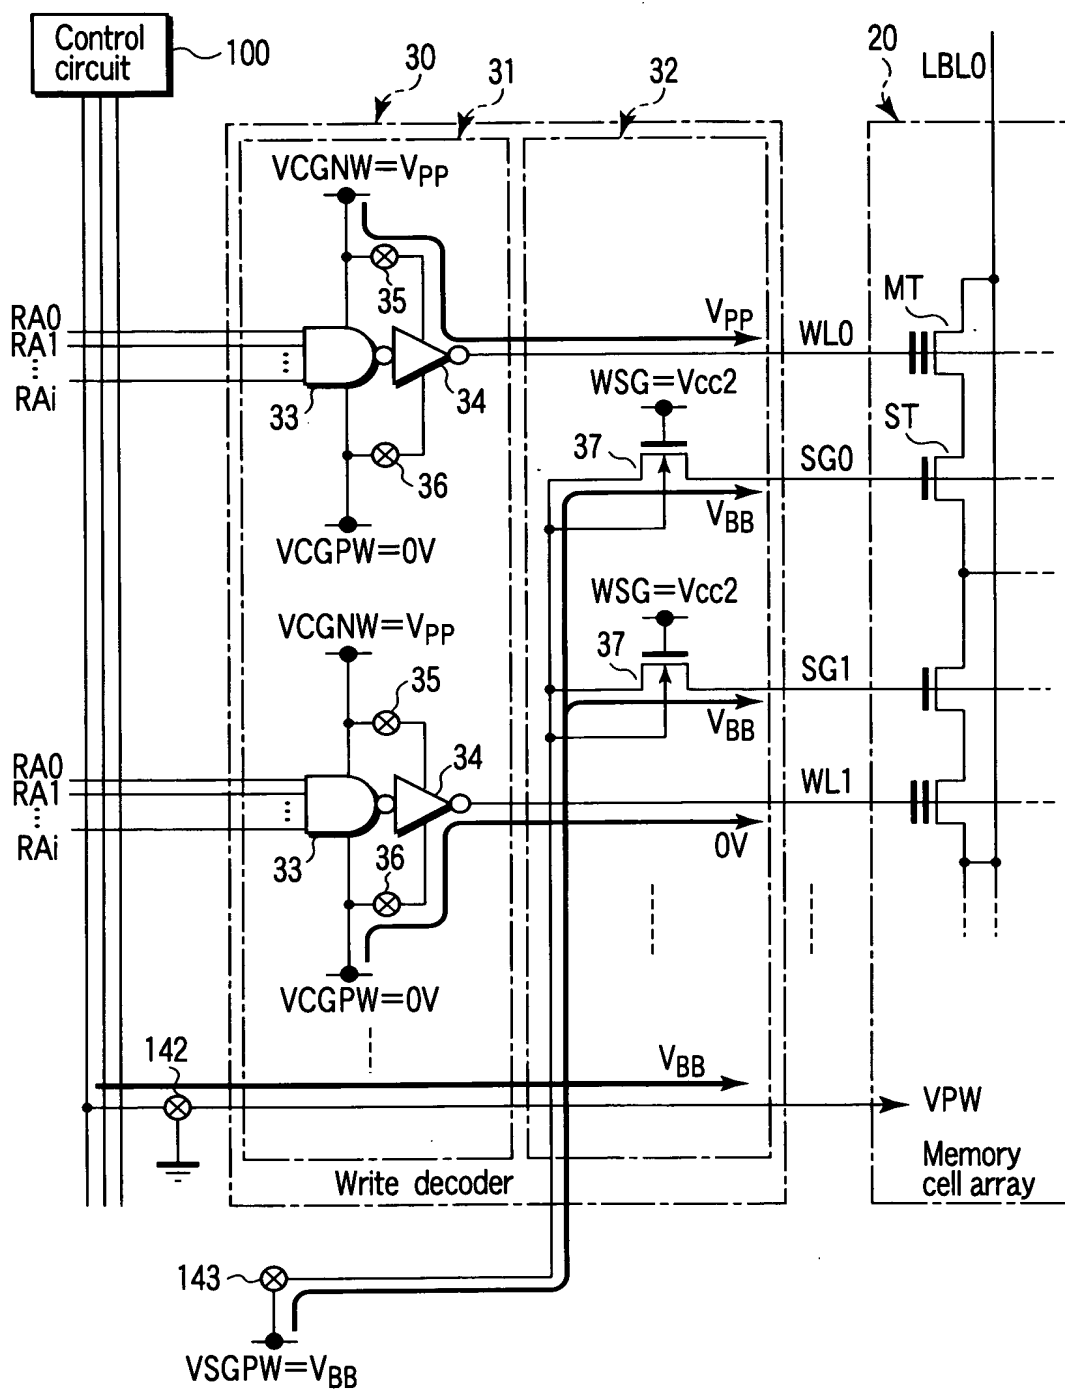 Control
circuit
100
30
31
32
20
LBL0
VCGNW=VPP
35
MT
RA0
RA1
⋮
RAi
33
34
VPP
WL0
WSG=Vcc2
ST
37
SG0
36
VBB
VCGPW=0V
WSG=Vcc2
VCGNW=VPP
37
SG1
35
VBB
34
RA0
RA1
⋮
RAi
WL1
33
36
0V
VCGPW=0V
142
VBB
VPW
Write decoder
Memory
cell array
143
VSGPW=VBB